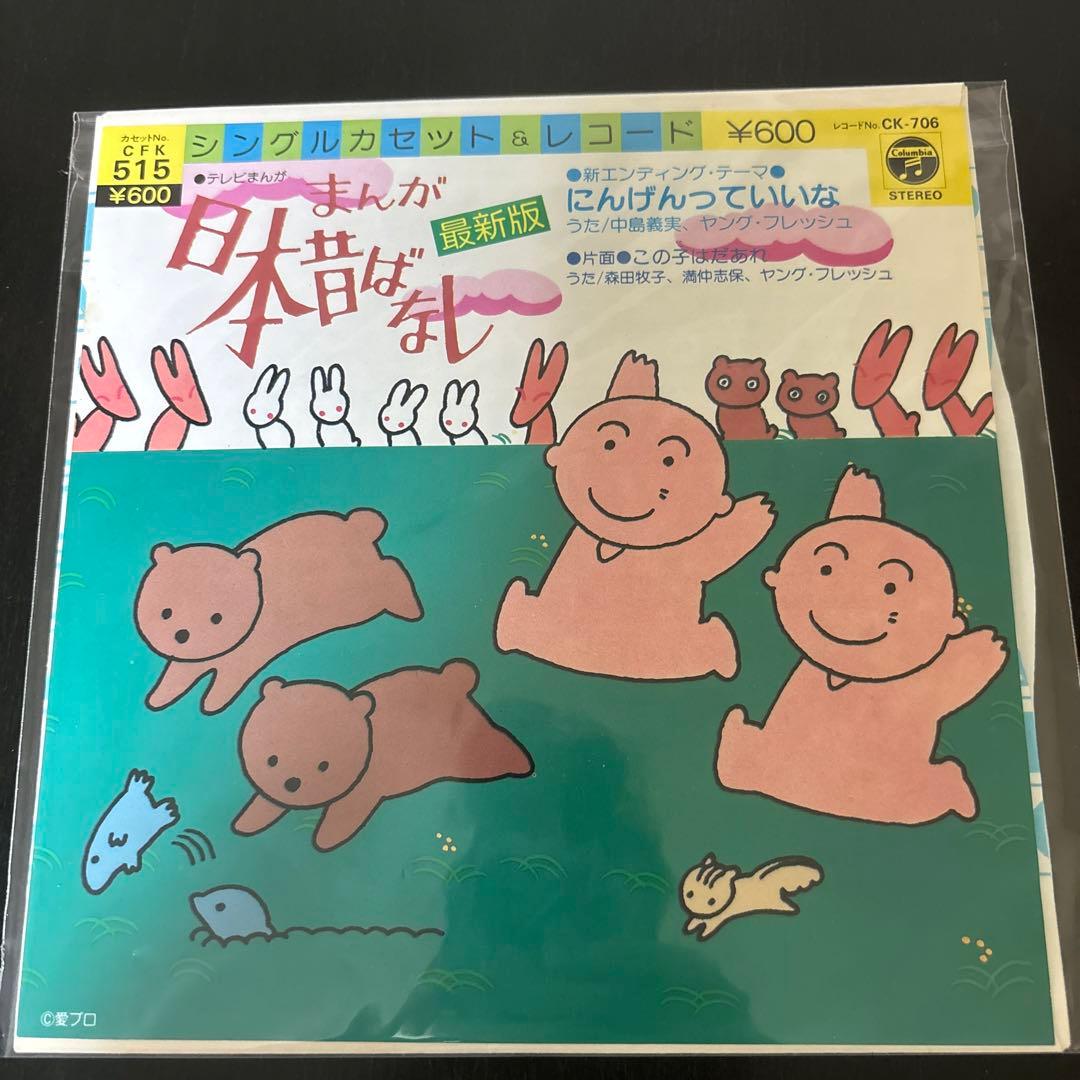 カセットNo.
CFK
515
¥600
シングルカセット&レコード
¥600
レコードNo.CK-706
Columbia
STEREO
●テレビまんが
まんが
日本昔ばなし
最新版
●新エンディング・テーマ●
にんげんっていいな
うた/中島義実、ヤング・フレッシュ
●片面●この子はだあれ
うた/森田牧子、満仲志保、ヤング・フレッシュ
©愛プロ